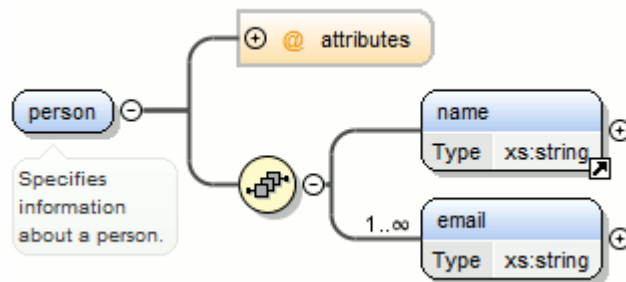 @ attributes
person
Specifies
information
about a person.
name
Type xs:string
1..∞
email
Type xs:string